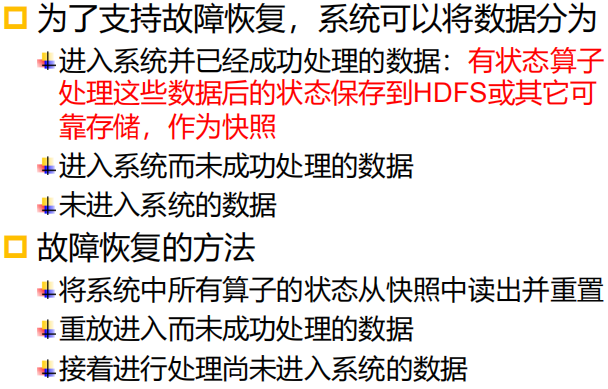 为了支持故障恢复，系统可以将数据分为
进入系统并已经成功处理的数据：有状态算子
处理这些数据后的状态保存到HDFS或其它可
靠存储，作为快照
进入系统而未成功处理的数据
未进入系统的数据
故障恢复的方法
将系统中所有算子的状态从快照中读出并重置
重放进入而未成功处理的数据
接着进行处理尚未进入系统的数据